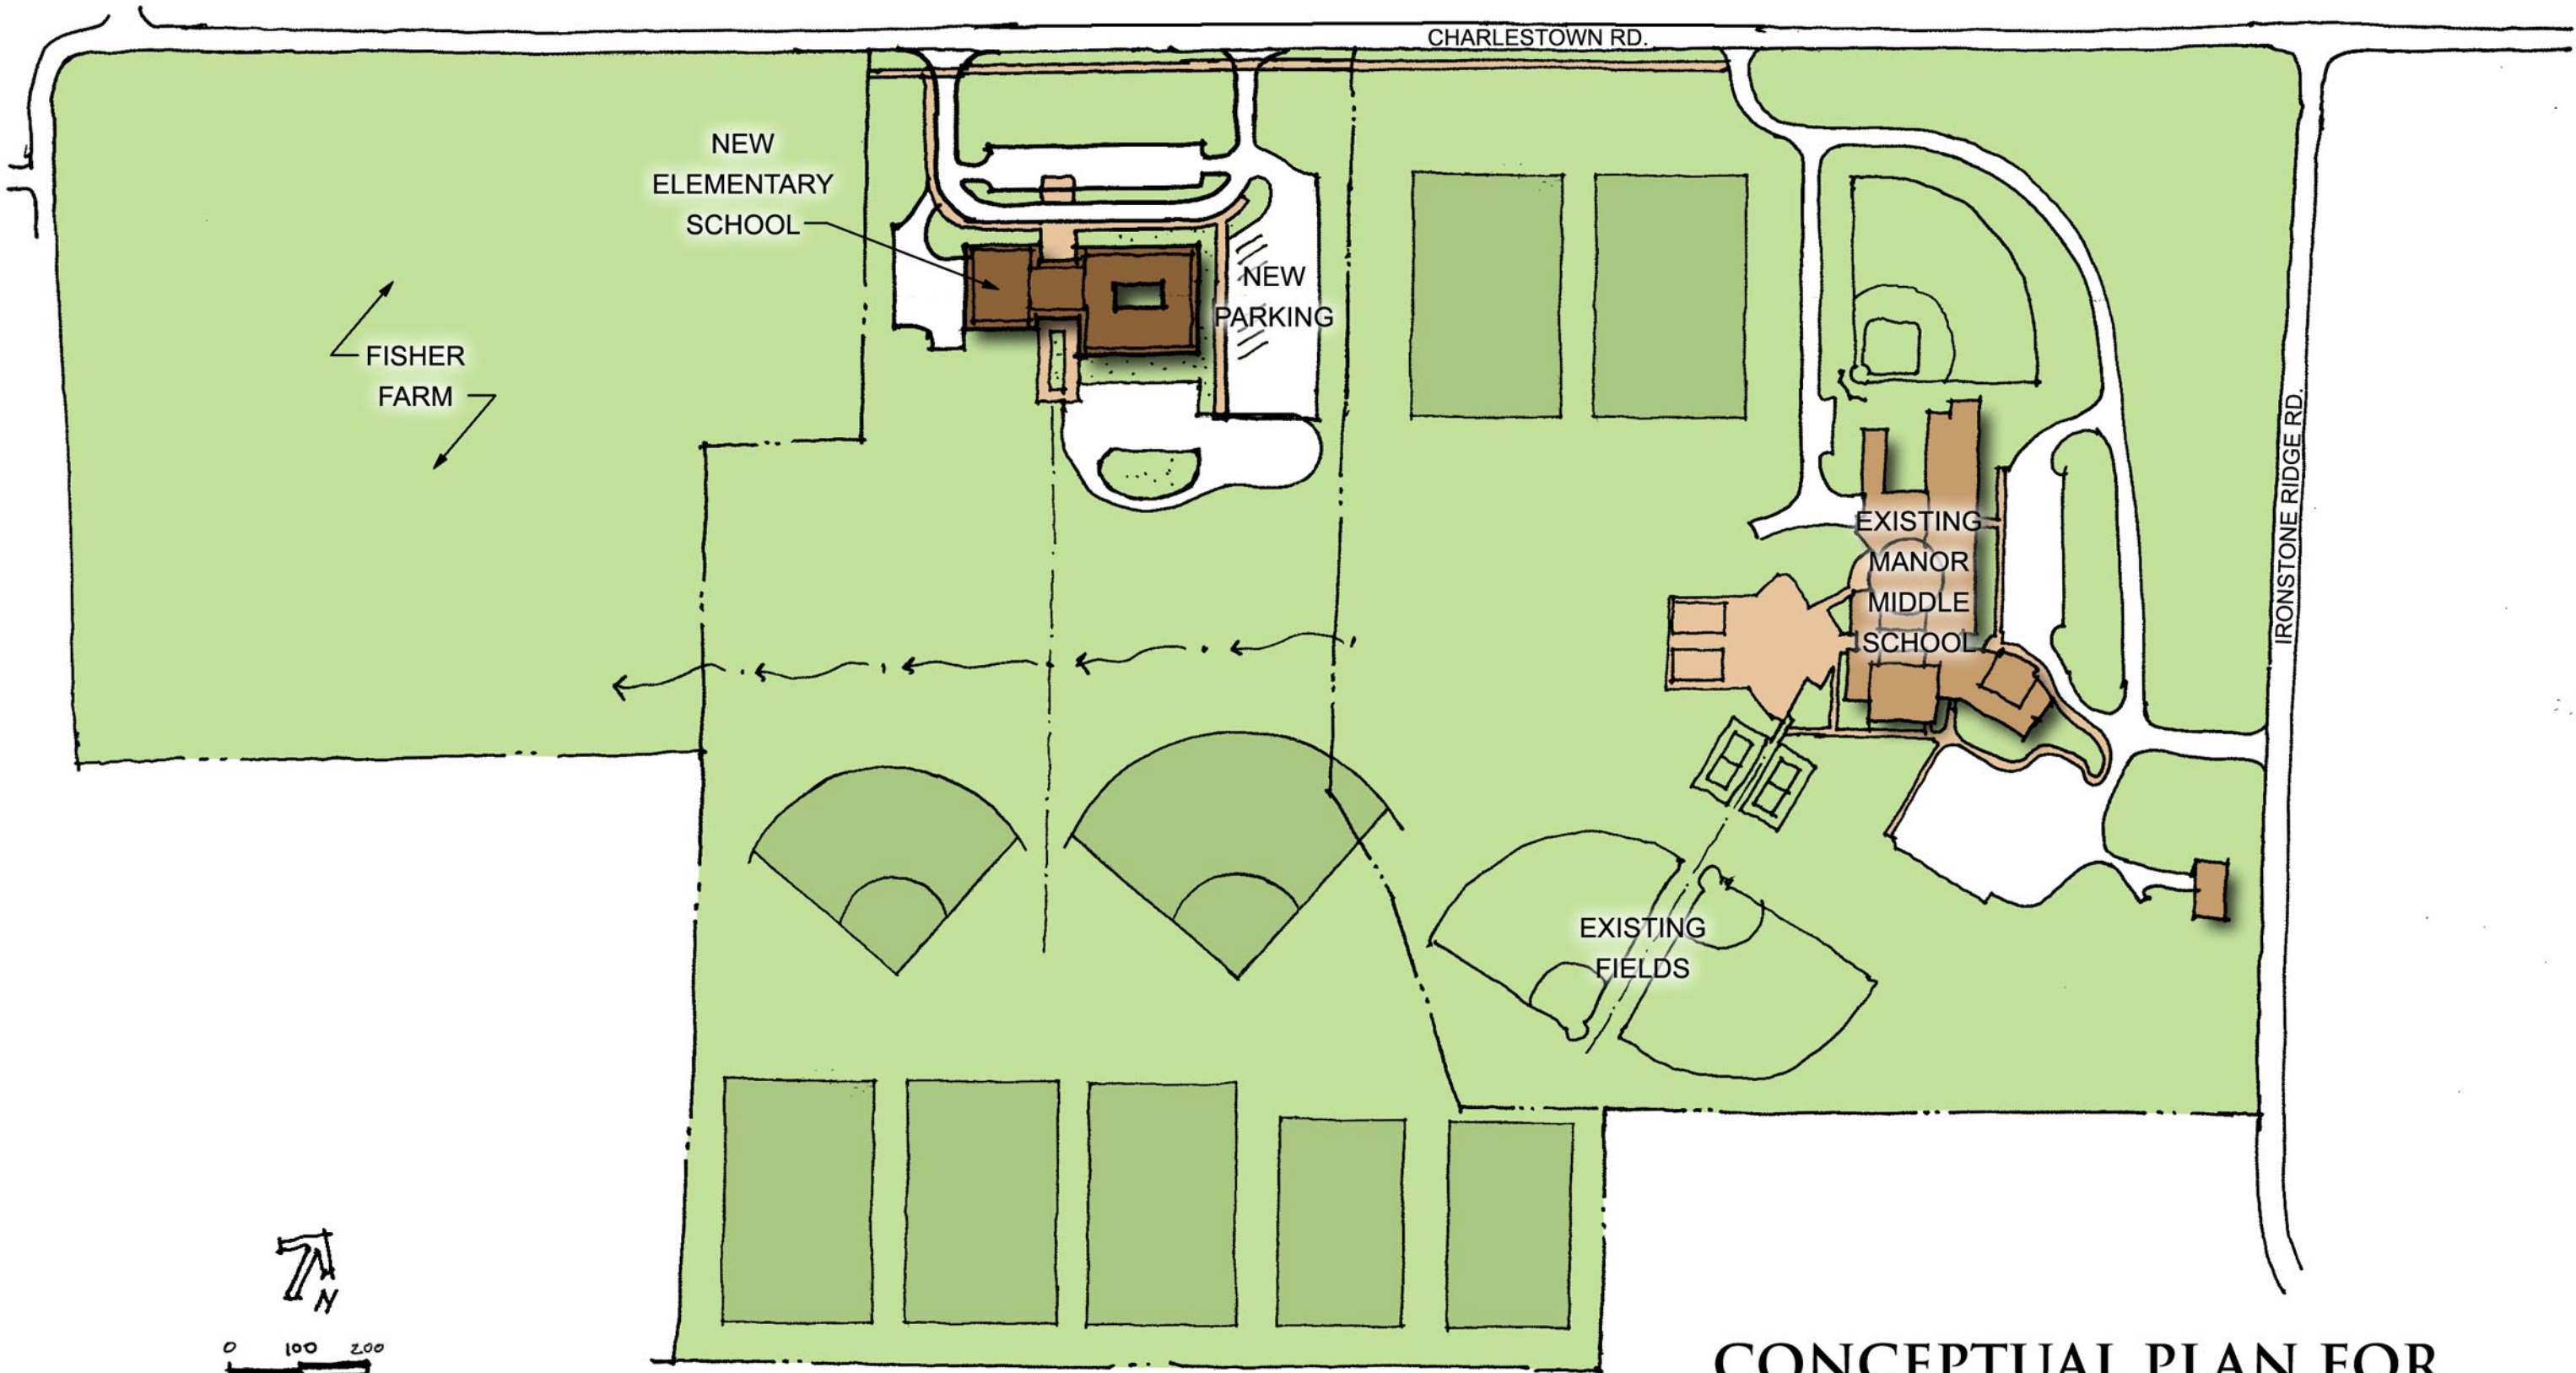 CHARLESTOWN RD.
NEW
ELEMENTARY
SCHOOL
NEW
PARKING
FISHER
FARM
IRONSTONE RIDGE RD.
EXISTING
MANOR
MIDDLE
SCHOOL
EXISTING
FIELDS
N
0 100 200
CONCEPTUAL PLAN FOR